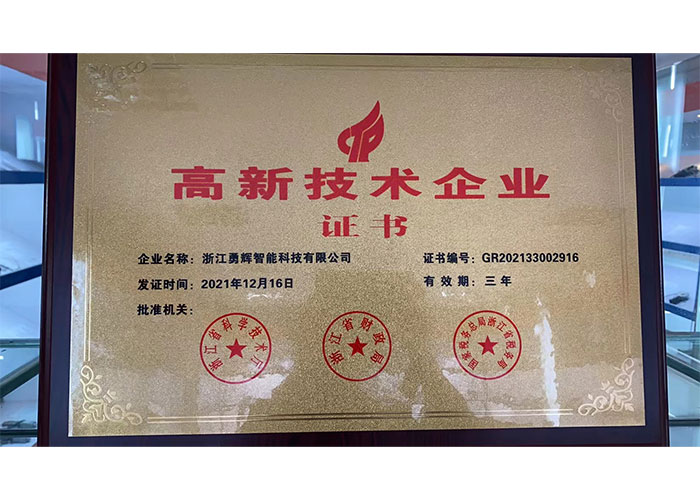 高新技术企业
证书
企业名称：浙江勇辉智能科技有限公司
证书编号：GR202133002916
发证时间：2021年12月16日
有效期：三年
批准机关：
浙江省科学技术厅
浙江省财政局
国家税务总局浙江省税务局